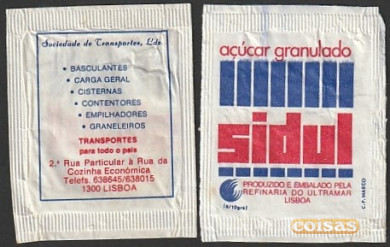 Sociedade de Transportes, Lda
• BASCULANTES
• CARGA GERAL
• CISTERNAS
• CONTENTORES
• EMPILHADORES
• GRANELEIROS
TRANSPORTES
para todo o país
2.ª Rua Particular à Rua da
Cozinha Económica
Telefs. 638645/638015
1300 LISBOA
açúcar granulado
sidul
PRODUZIDO E EMBALADO PELA
REFINARIA DO ULTRAMAR
LISBOA
C.P. MARCO
coisas